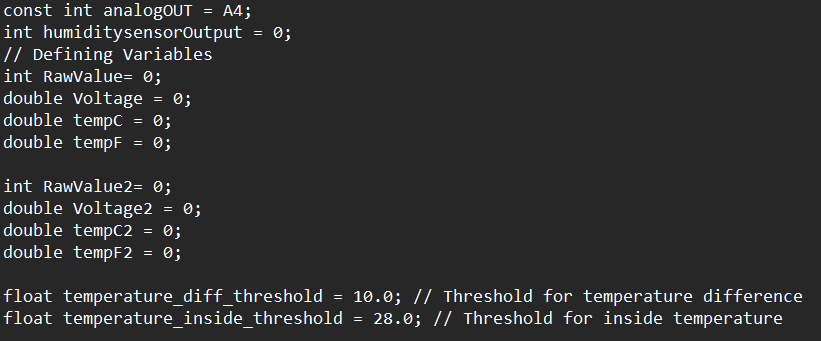 const int analogOUT = A4;
int humiditysensorOutput = 0;
// Defining Variables
int RawValue= 0;
double Voltage = 0;
double tempC = 0;
double tempF = 0;

int RawValue2= 0;
double Voltage2 = 0;
double tempC2 = 0;
double tempF2 = 0;

float temperature_diff_threshold = 10.0; // Threshold for temperature difference
float temperature_inside_threshold = 28.0; // Threshold for inside temperature